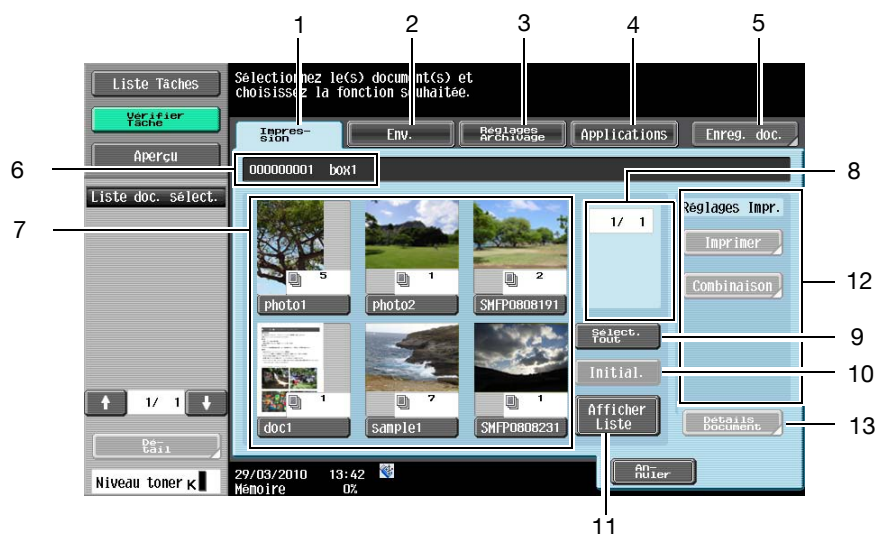 1
2
3
4
5
Liste Tâches
Vérifier
Tâche
Aperçu
Liste doc. sélect.
1/ 1
Dé-
tail
Niveau toner K
Sélectionnez le(s) document(s) et
choisissez la fonction souhaitée.
Impres-
sion
Env.
Réglages
Archivage
Applications
Enreg. doc.
6
000000001 box1
7
5
photo1
1
photo2
2
SMFP0808191
1
doc1
7
sample1
1
SMFP0808231
8
1/ 1
Sélect.
Tout
9
Initial.
10
Afficher
Liste
11
Réglages Impr.
Imprimer
Combinaison
12
Détails
Document
13
An-
nuler
29/03/2010 13:42
Mémoire 0%